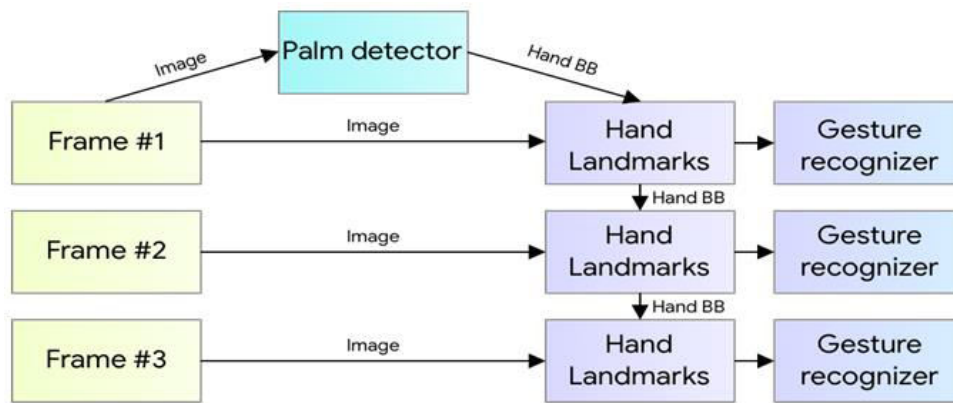 Palm detector
Image
Hand BB
Frame #1
Image
Hand
Landmarks
Gesture
recognizer
Hand BB
Frame #2
Image
Hand
Landmarks
Gesture
recognizer
Hand BB
Frame #3
Image
Hand
Landmarks
Gesture
recognizer